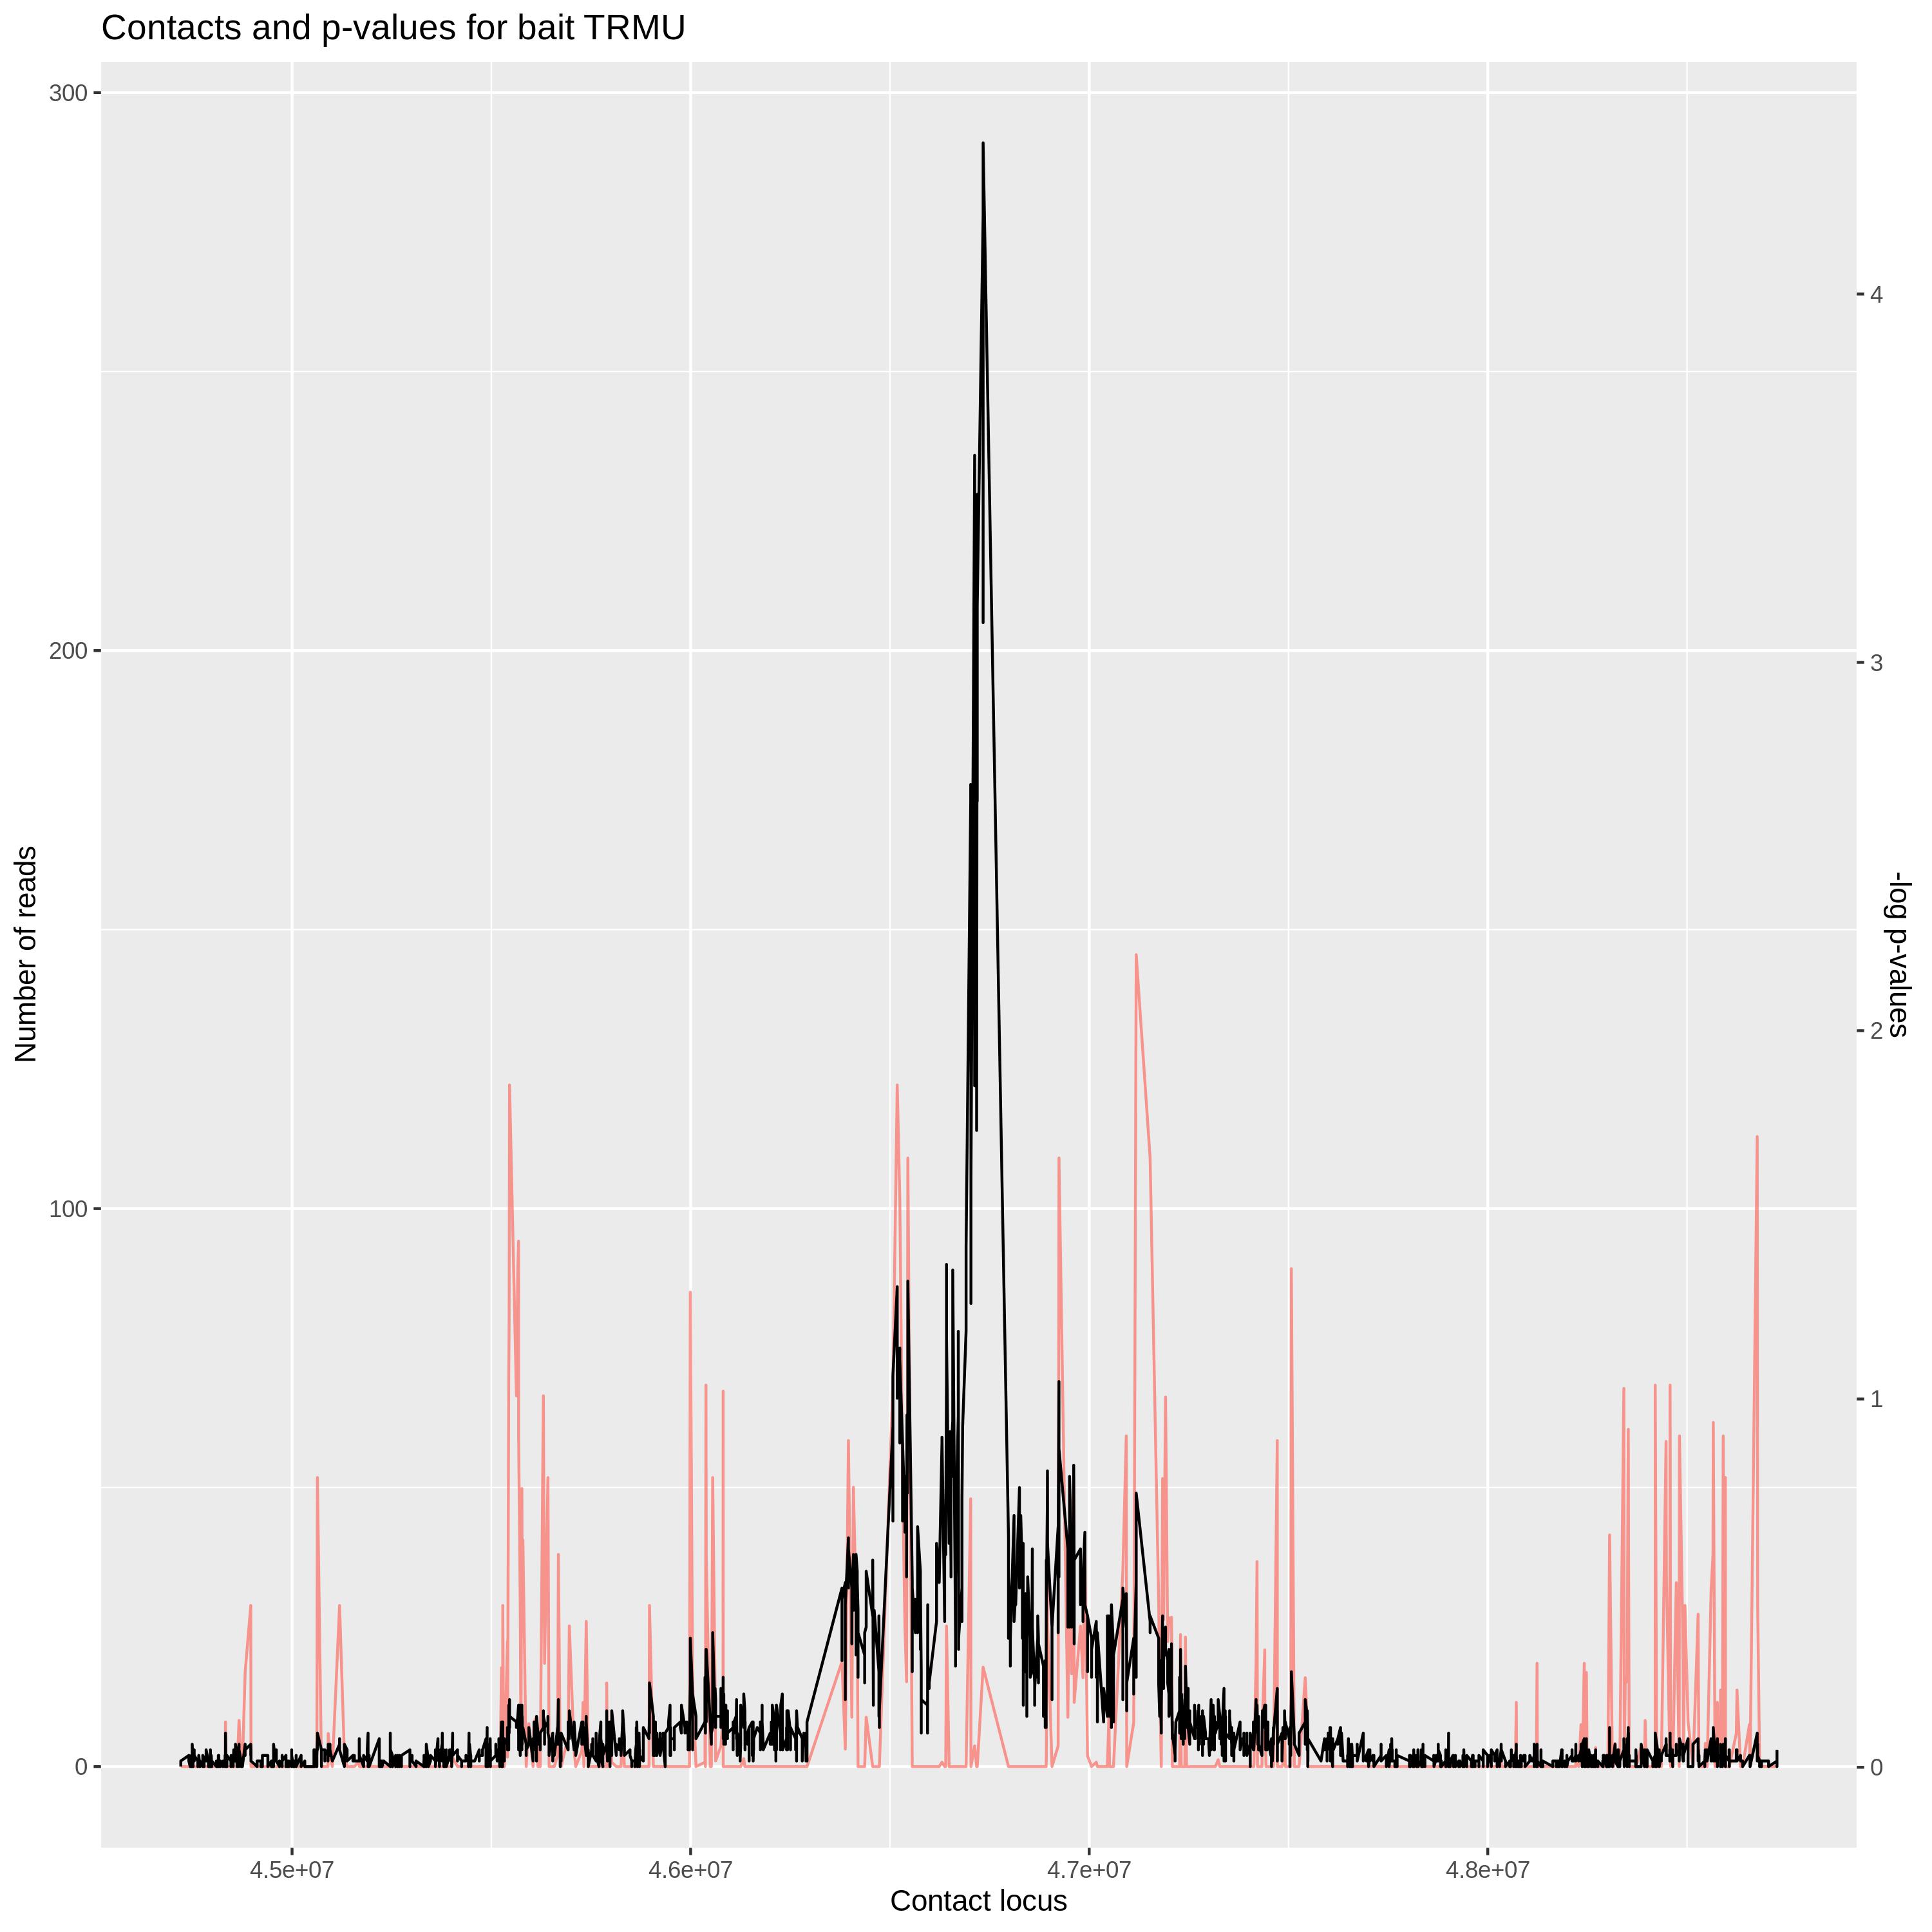 Contacts and p-values for bait TRMU
300
200
100
0
Number of reads
4
3
2
1
0
-log p-values
4.5e+07
4.6e+07
4.7e+07
4.8e+07
Contact locus